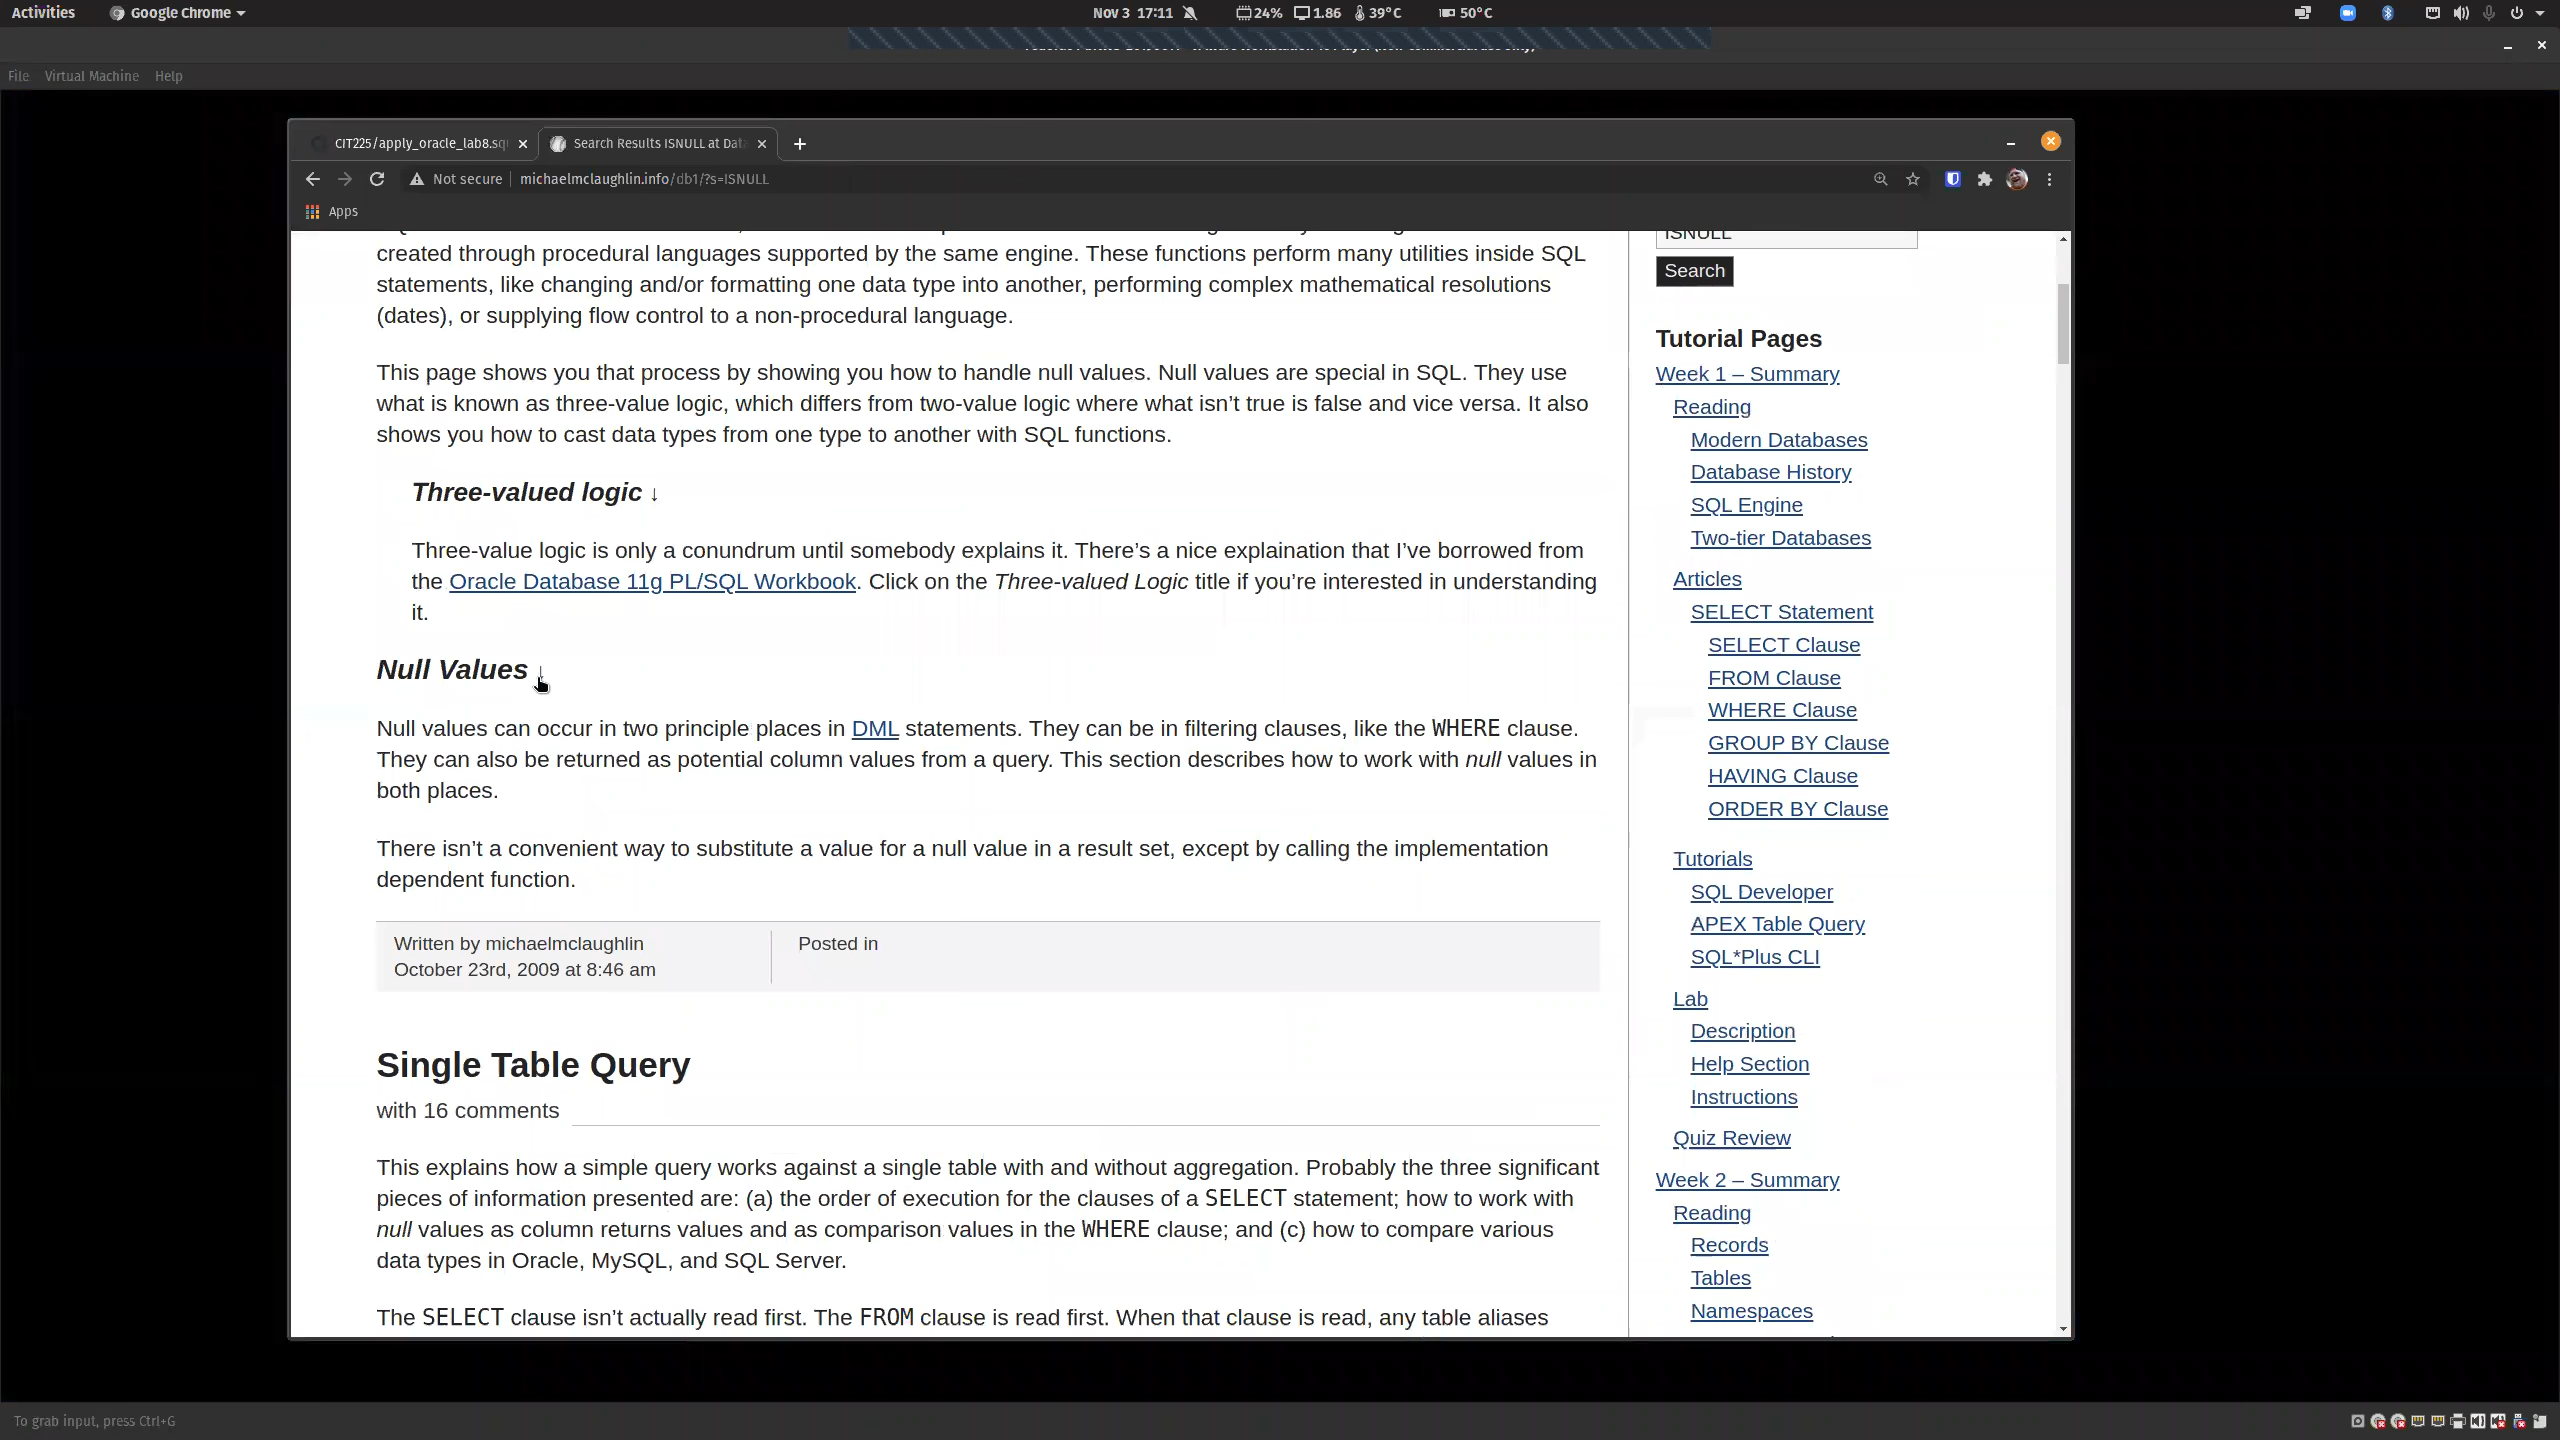 Activities
Google Chrome
Nov 3 17:11
24%
1.86
39°C
50°C
File
Virtual Machine
Help
CIT225/apply_oracle_lab8.sq
Search Results ISNULL at Dat
Not secure
michaelmclaughlin.info/db1/?s=ISNULL
Apps
created through procedural languages supported by the same engine. These functions perform many utilities inside SQL
statements, like changing and/or formatting one data type into another, performing complex mathematical resolutions
(dates), or supplying flow control to a non-procedural language.
This page shows you that process by showing you how to handle null values. Null values are special in SQL. They use
what is known as three-value logic, which differs from two-value logic where what isn’t true is false and vice versa. It also
shows you how to cast data types from one type to another with SQL functions.
Three-valued logic ↓
Three-value logic is only a conundrum until somebody explains it. There’s a nice explaination that I’ve borrowed from
the Oracle Database 11g PL/SQL Workbook. Click on the Three-valued Logic title if you’re interested in understanding
it.
Null Values ↓
Null values can occur in two principle places in DML statements. They can be in filtering clauses, like the WHERE clause.
They can also be returned as potential column values from a query. This section describes how to work with null values in
both places.
There isn’t a convenient way to substitute a value for a null value in a result set, except by calling the implementation
dependent function.
Written by michaelmclaughlin
October 23rd, 2009 at 8:46 am
Posted in
Single Table Query
with 16 comments
This explains how a simple query works against a single table with and without aggregation. Probably the three significant
pieces of information presented are: (a) the order of execution for the clauses of a SELECT statement; how to work with
null values as column returns values and as comparison values in the WHERE clause; and (c) how to compare various
data types in Oracle, MySQL, and SQL Server.
The SELECT clause isn’t actually read first. The FROM clause is read first. When that clause is read, any table aliases
ISNULL
Search
Tutorial Pages
Week 1 – Summary
Reading
Modern Databases
Database History
SQL Engine
Two-tier Databases
Articles
SELECT Statement
SELECT Clause
FROM Clause
WHERE Clause
GROUP BY Clause
HAVING Clause
ORDER BY Clause
Tutorials
SQL Developer
APEX Table Query
SQL*Plus CLI
Lab
Description
Help Section
Instructions
Quiz Review
Week 2 – Summary
Reading
Records
Tables
Namespaces
To grab input, press Ctrl+G